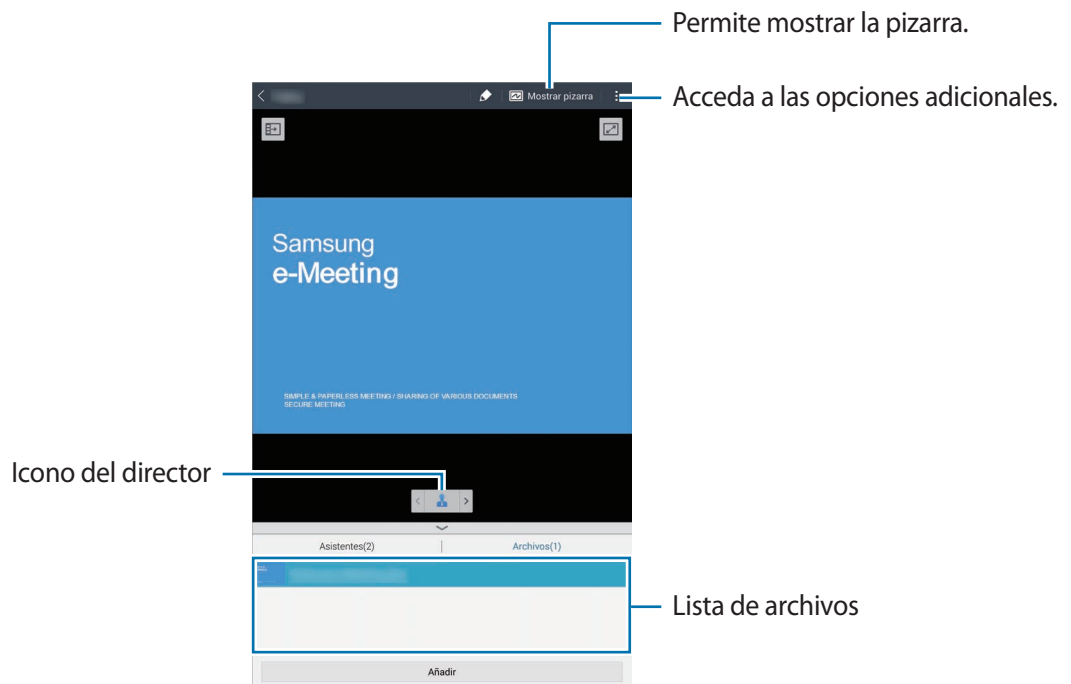 Permite mostrar la pizarra.
Mostrar pizarra
Acceda a las opciones adicionales.
Samsung
e-Meeting
SIMPLE & PAPERLESS MEETING / SHARING OF VARIOUS DOCUMENTS
SECURE MEETING
Icono del director
Asistentes(2)
Archivos(1)
Lista de archivos
Añadir